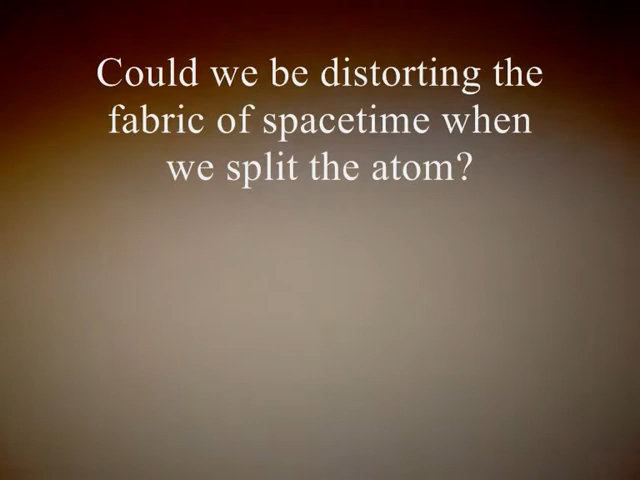 Could we be distorting the
fabric of spacetime when
we split the atom?